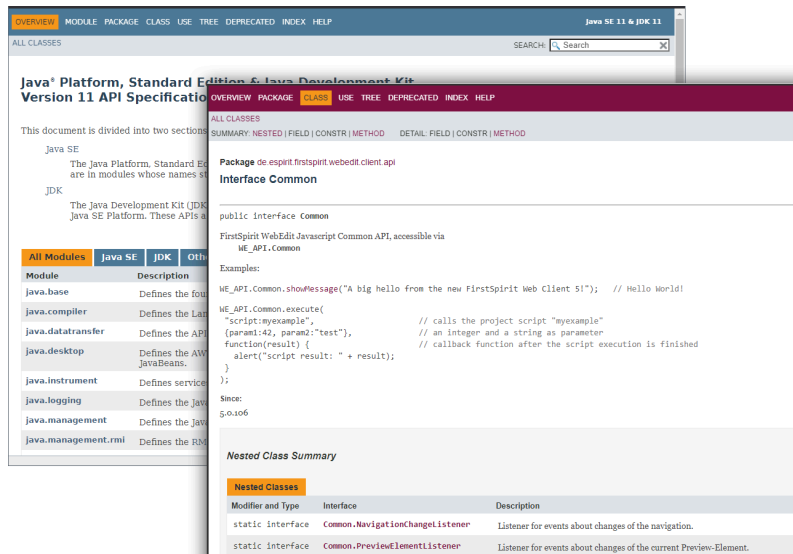 OVERVIEW MODULE PACKAGE CLASS USE TREE DEPRECATED INDEX HELP Java SE 11 & JDK 11
ALL CLASSES SEARCH: Search
Java® Platform, Standard Edition & Java Development Kit
Version 11 API Specificatio
This document is divided into two sections
Java SE
The Java Platform, Standard Ed
are in modules whose names st
JDK
The Java Development Kit (JDK
Java SE Platform. These APIs a
All Modules Java SE JDK Oth
Module Description
java.base Defines the fou
java.compiler Defines the Lan
java.datatransfer Defines the API
java.desktop Defines the AW
JavaBeans.
java.instrument Defines service
java.logging Defines the Java
java.management Defines the Java
java.management.rmi Defines the RM
OVERVIEW PACKAGE CLASS USE TREE DEPRECATED INDEX HELP
ALL CLASSES
SUMMARY: NESTED | FIELD | CONSTR | METHOD DETAIL: FIELD | CONSTR | METHOD
Package de.espirit.firstspirit.webedit.client.api
Interface Common
public interface Common
FirstSpirit WebEdit Javascript Common API, accessible via
WE_API.Common
Examples:
WE_API.Common.showMessage("A big hello from the new FirstSpirit Web Client 5!"); // Hello World!
WE_API.Common.execute(
"script:myexample", // calls the project script "myexample"
{param1:42, param2:"test"}, // an integer and a string as parameter
function(result) { // callback function after the script execution is finished
alert("script result: " + result);
}
);
Since:
5.0.106
Nested Class Summary
Nested Classes
Modifier and Type Interface Description
static interface Common.NavigationChangeListener Listener for events about changes of the navigation.
static interface Common.PreviewElementListener Listener for events about changes of the current Preview-Element.